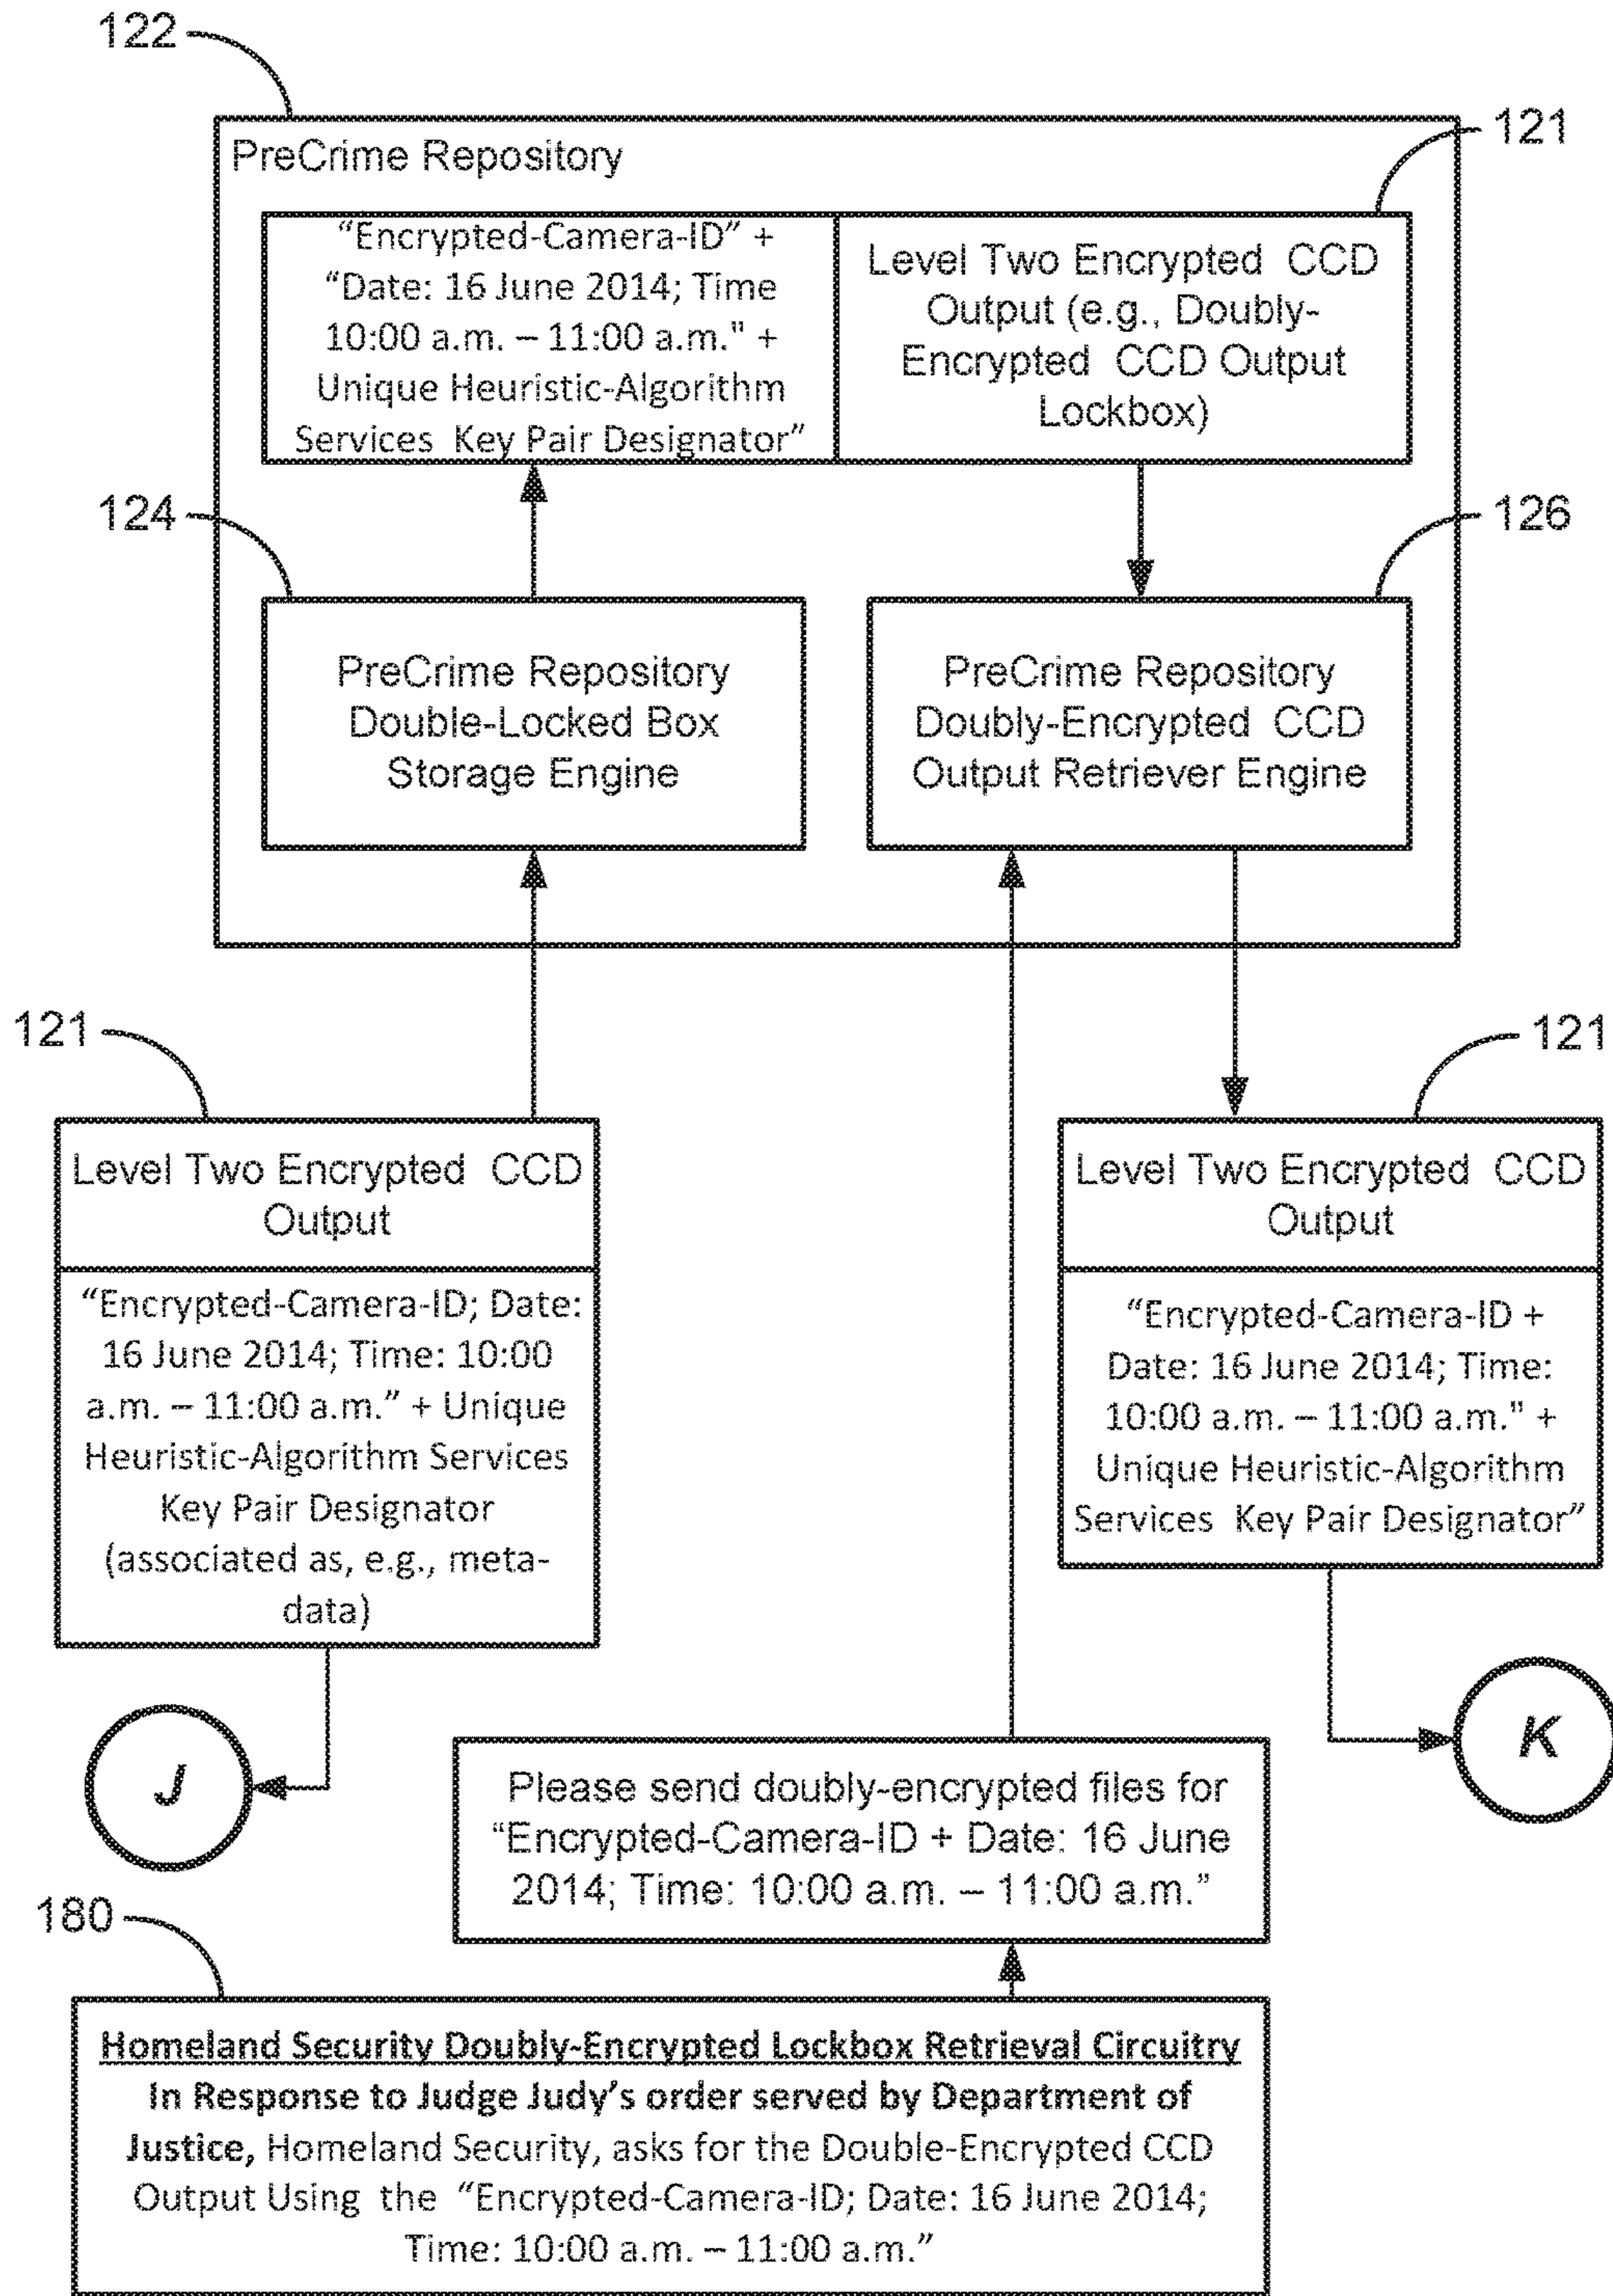 122
121
PreCrime Repository
“Encrypted-Camera-ID” +
“Date: 16 June 2014; Time
10:00 a.m. – 11:00 a.m." +
Unique Heuristic-Algorithm
Services Key Pair Designator”
Level Two Encrypted CCD
Output (e.g., Doubly-
Encrypted CCD Output
Lockbox)
124
126
PreCrime Repository
Double-Locked Box
Storage Engine
PreCrime Repository
Doubly-Encrypted CCD
Output Retriever Engine
121
121
Level Two Encrypted CCD
Output
“Encrypted-Camera-ID; Date:
16 June 2014; Time: 10:00
a.m. – 11:00 a.m.” + Unique
Heuristic-Algorithm Services
Key Pair Designator
(associated as, e.g., meta-
data)
Level Two Encrypted CCD
Output
“Encrypted-Camera-ID +
Date: 16 June 2014; Time:
10:00 a.m. – 11:00 a.m." +
Unique Heuristic-Algorithm
Services Key Pair Designator”
J
K
Please send doubly-encrypted files for
“Encrypted-Camera-ID + Date: 16 June
2014; Time: 10:00 a.m. – 11:00 a.m.”
180
Homeland Security Doubly-Encrypted Lockbox Retrieval Circuitry
In Response to Judge Judy’s order served by Department of
Justice, Homeland Security, asks for the Double-Encrypted CCD
Output Using the “Encrypted-Camera-ID; Date: 16 June 2014;
Time: 10:00 a.m. – 11:00 a.m.”